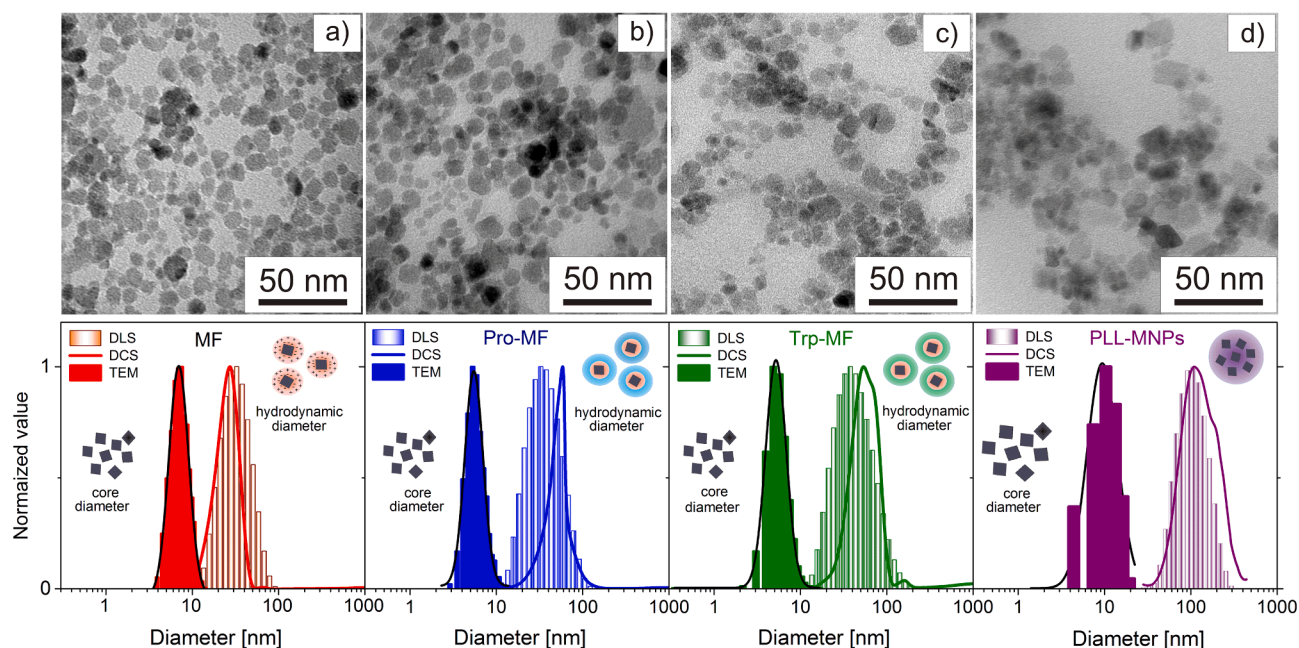 a)
50 nm
b)
50 nm
c)
50 nm
d)
50 nm
DLS
DCS
TEM
MF
hydrodynamic
diameter
core
diameter
DLS
DCS
TEM
Pro-MF
hydrodynamic
diameter
core
diameter
DLS
DCS
TEM
Trp-MF
hydrodynamic
diameter
core
diameter
DLS
DCS
TEM
PLL-MNPs
core
diameter
Normaized value
1
0
1 10 100 1000
1 10 100 1000
1 10 100 1000
1 10 100 1000
Diameter [nm]
Diameter [nm]
Diameter [nm]
Diameter [nm]